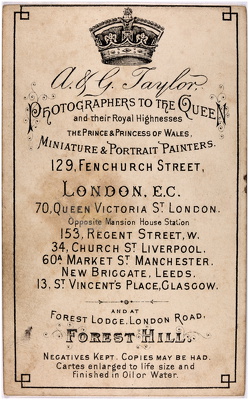 A. & G. Taylor.
PHOTOGRAPHERS TO THE QUEEN
and their Royal Highnesses
THE PRINCE & PRINCESS OF WALES,
MINIATURE & PORTRAIT PAINTERS.
129, FENCHURCH STREET,
LONDON, E.C.
70, QUEEN VICTORIA ST. LONDON.
Opposite Mansion House Station
153, REGENT STREET, W.
34, CHURCH ST. LIVERPOOL.
60A MARKET ST. MANCHESTER.
NEW BRIGGATE, LEEDS.
13, ST. VINCENT'S PLACE, GLASGOW.
AND AT
FOREST LODGE, LONDON ROAD,
FOREST HILL.
NEGATIVES KEPT. COPIES MAY BE HAD.
Cartes enlarged to life size and
finished in Oil or Water.